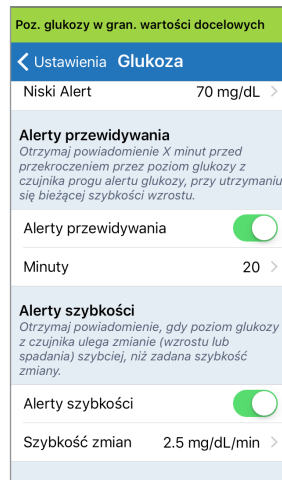 Poz. glukozy w gran. wartości docelowych
Ustawienia Glukoza
Niski Alert 70 mg/dL
Alerty przewidywania
Otrzymaj powiadomienie X minut przed
przekroczeniem przez poziom glukozy z
czujnika progu alertu glukozy, przy utrzymaniu
się bieżącej szybkości wzrostu.
Alerty przewidywania
Minuty 20
Alerty szybkości
Otrzymaj powiadomienie, gdy poziom glukozy
z czujnika ulega zmianie (wzrostu lub
spadania) szybciej, niż zadana szybkość
zmiany.
Alerty szybkości
Szybkość zmian 2.5 mg/dL/min